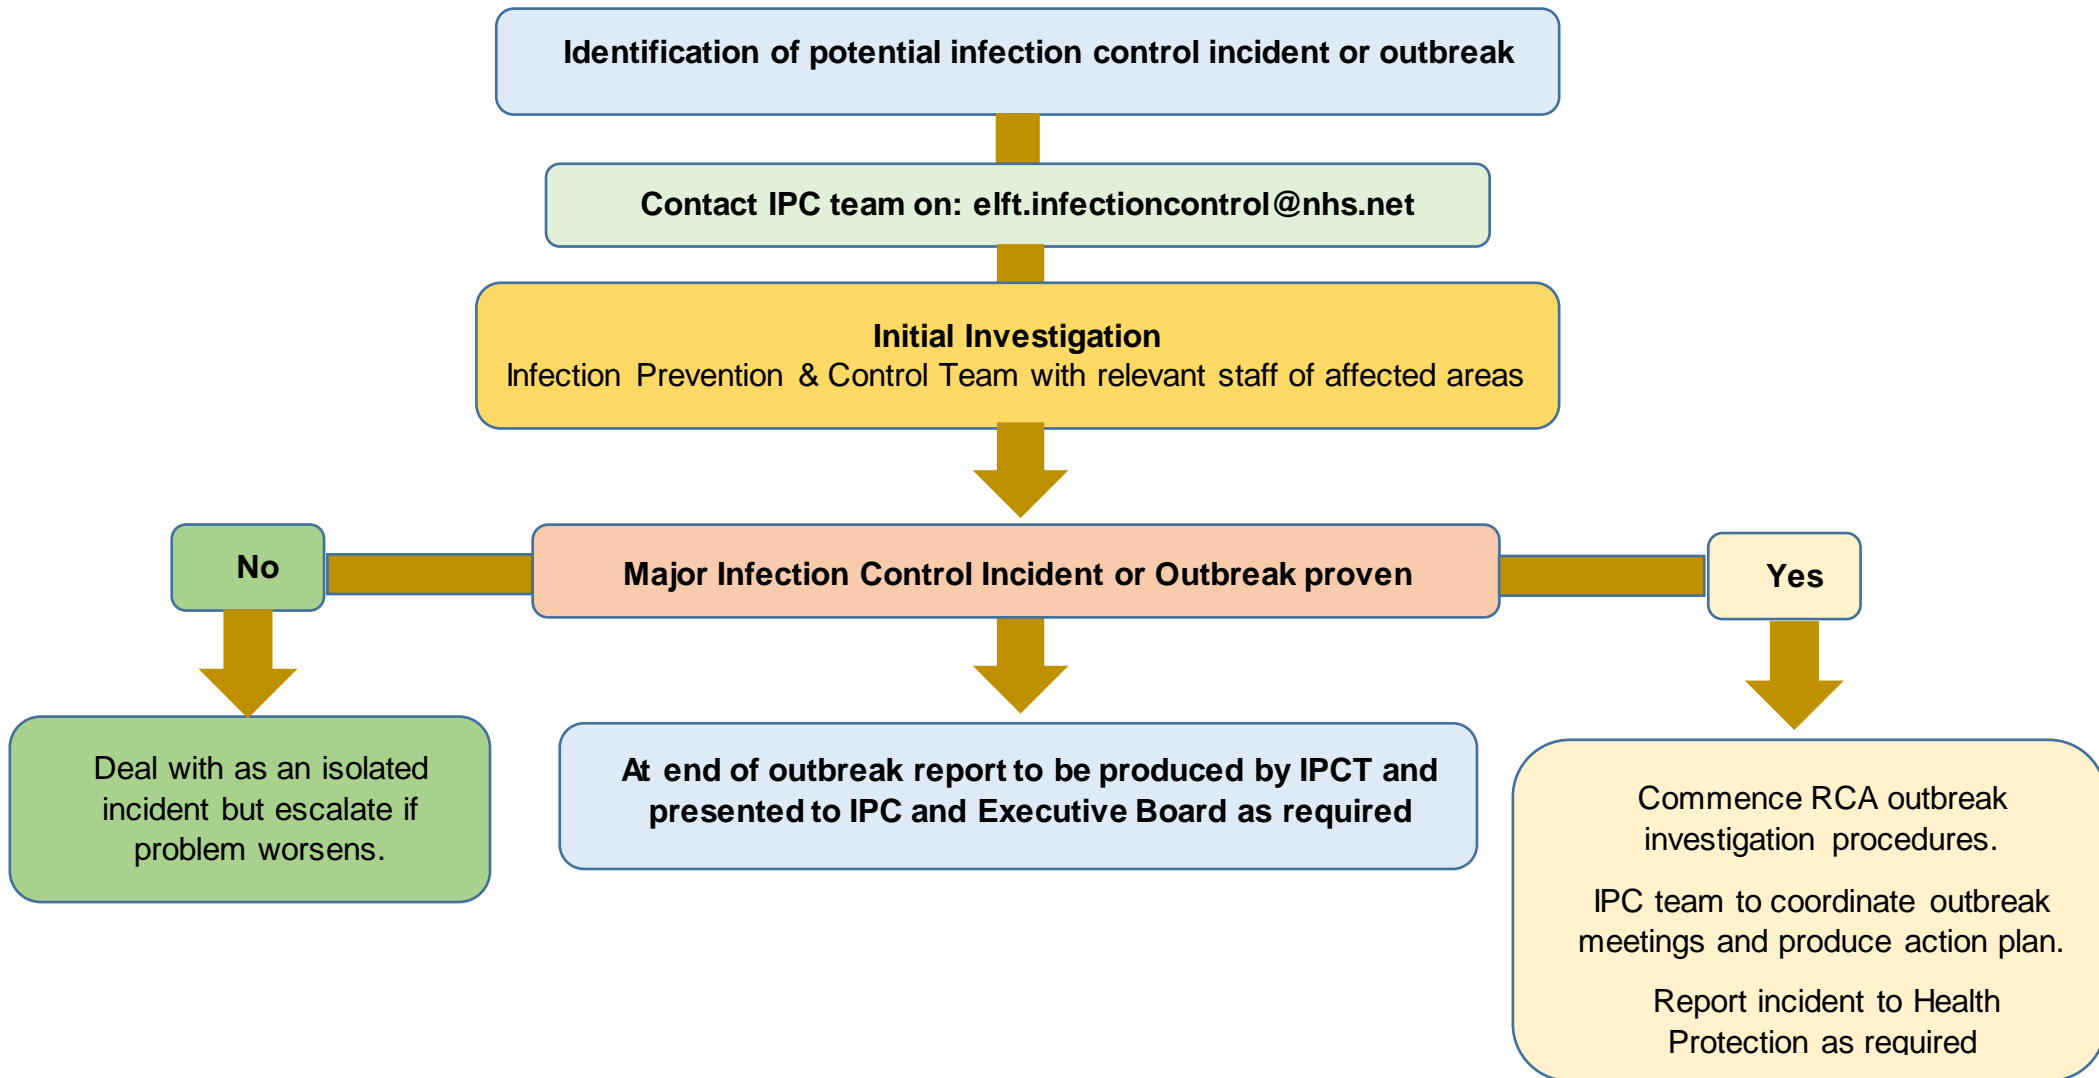 Identification of potential infection control incident or outbreak
Contact IPC team on: elft.infectioncontrol@nhs.net
Initial Investigation
Infection Prevention & Control Team with relevant staff of affected areas
No
Major Infection Control Incident or Outbreak proven
Yes
Deal with as an isolated
incident but escalate if
problem worsens.
At end of outbreak report to be produced by IPCT and
presented to IPC and Executive Board as required
Commence RCA outbreak
investigation procedures.
IPC team to coordinate outbreak
meetings and produce action plan.
Report incident to Health
Protection as required